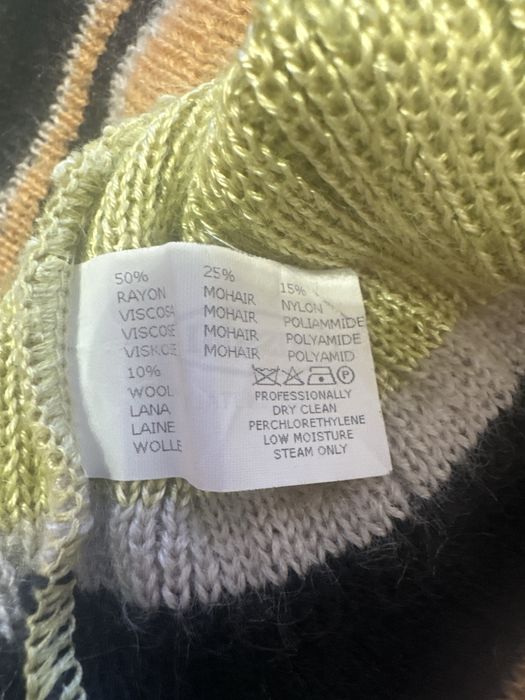 50%
RAYON
VISCOSA
VISCOSE
VISKOSE
10%
WOOL
LANA
LAINE
WOLLE
25%
MOHAIR
MOHAIR
MOHAIR
MOHAIR
15%
NYLON
POLIAMMIDE
POLYAMIDE
POLYAMID
P
PROFESSIONALLY
DRY CLEAN
PERCHLORETHYLENE
LOW MOISTURE
STEAM ONLY